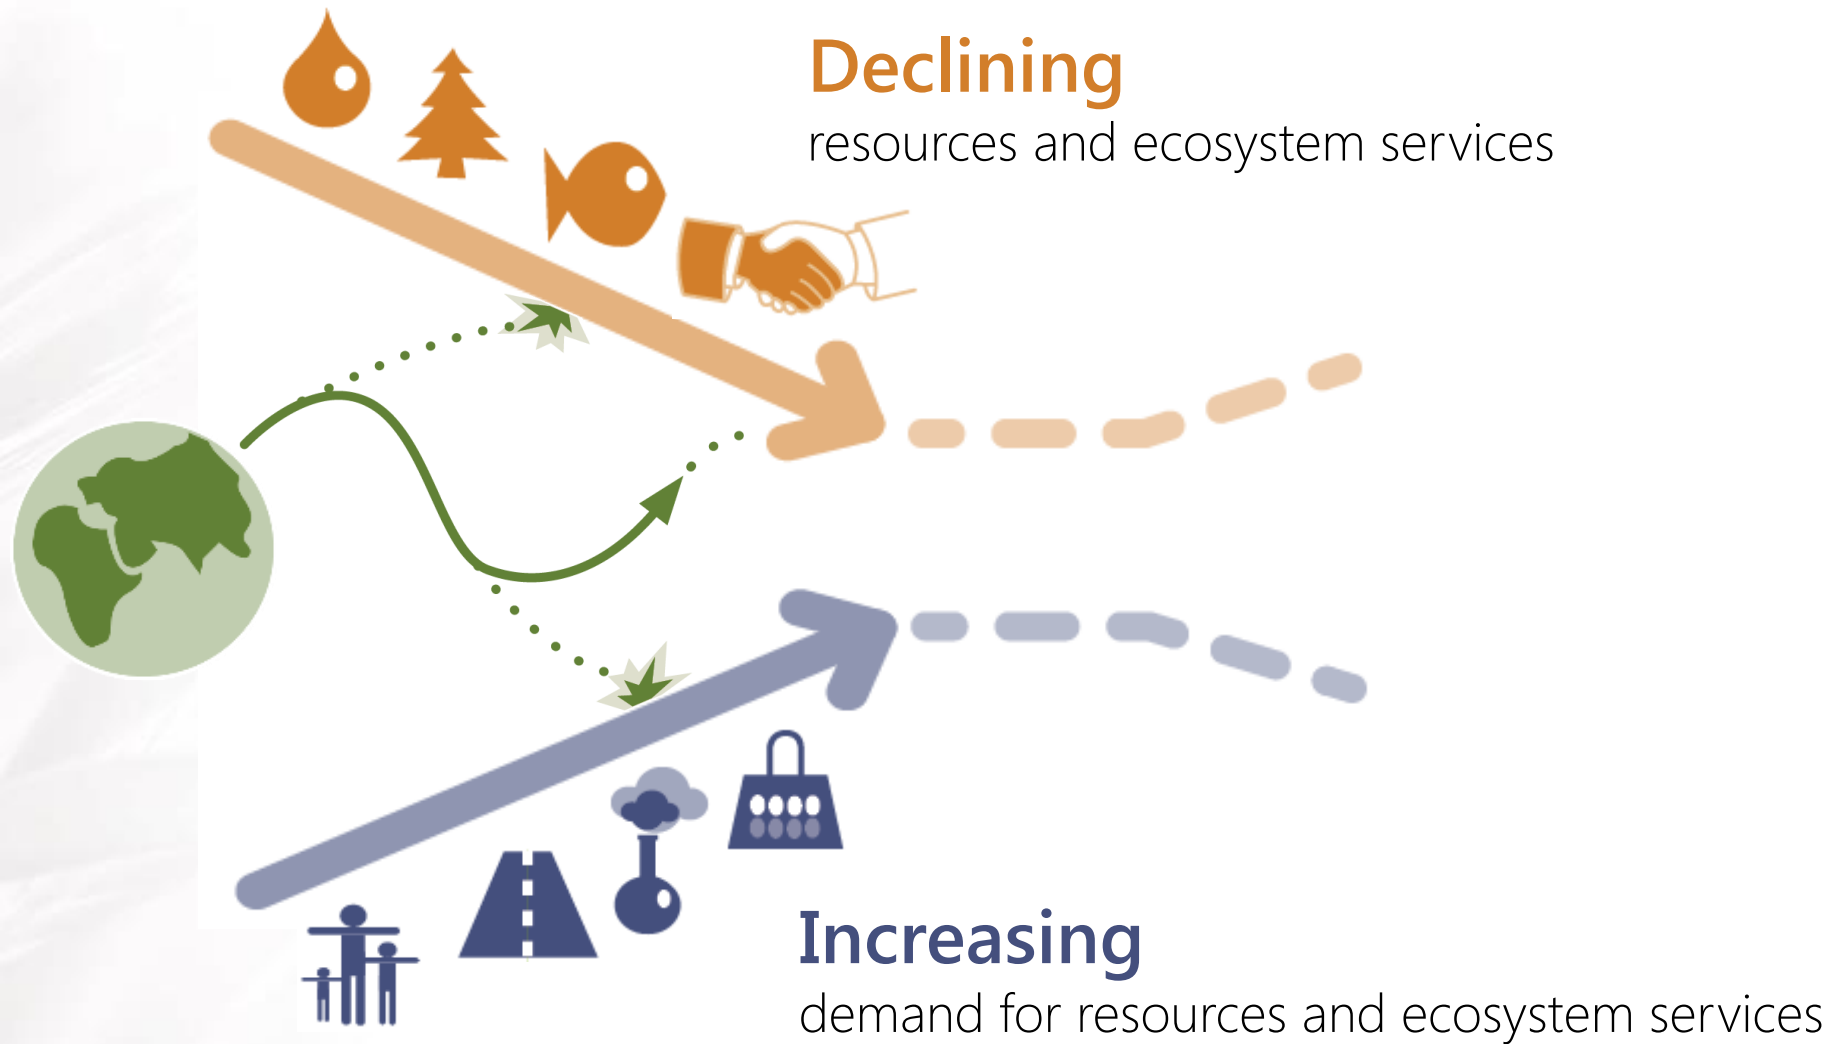 Declining
resources and ecosystem services
Increasing
demand for resources and ecosystem services